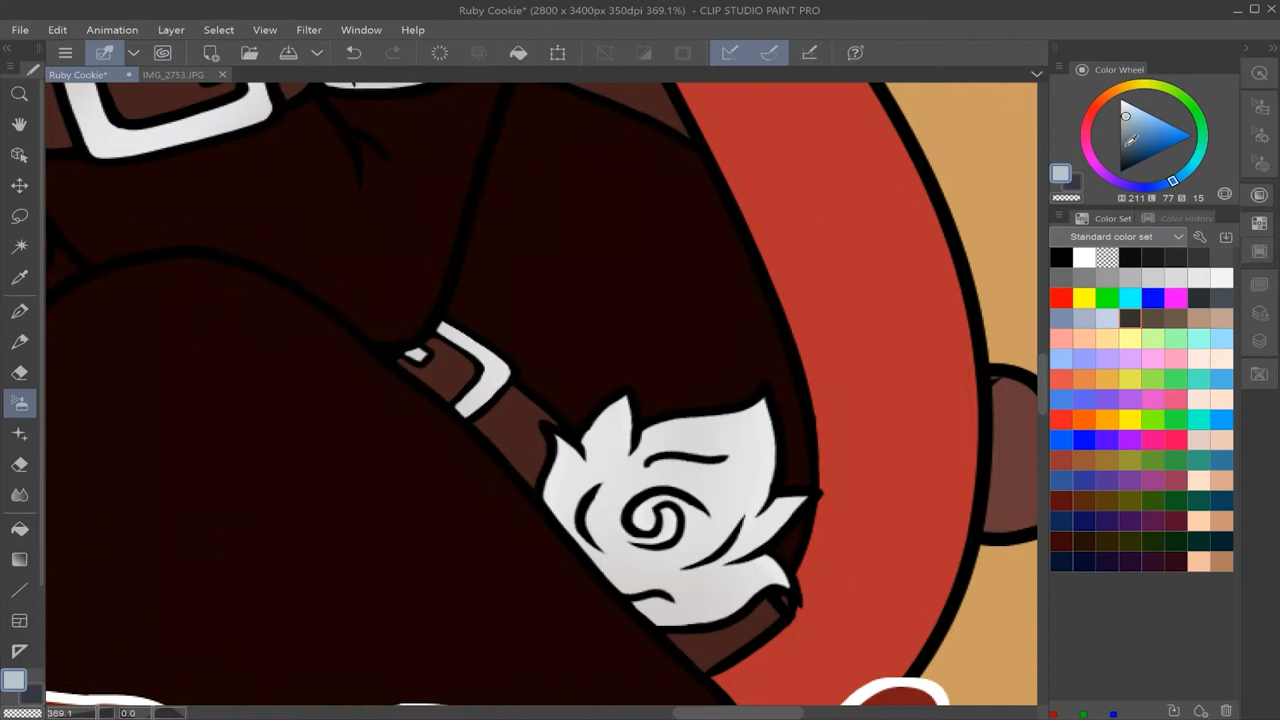 Ruby Cookie* (2800 x 3400px 350dpi 369.1%) - CLIP STUDIO PAINT PRO
File Edit Animation Layer Select View Filter Window Help
Ruby Cookie* IMG_2753.JPG
Color Wheel
H 211 L 77 S 15
Color Set Color History
Standard color set
369.1 0.0